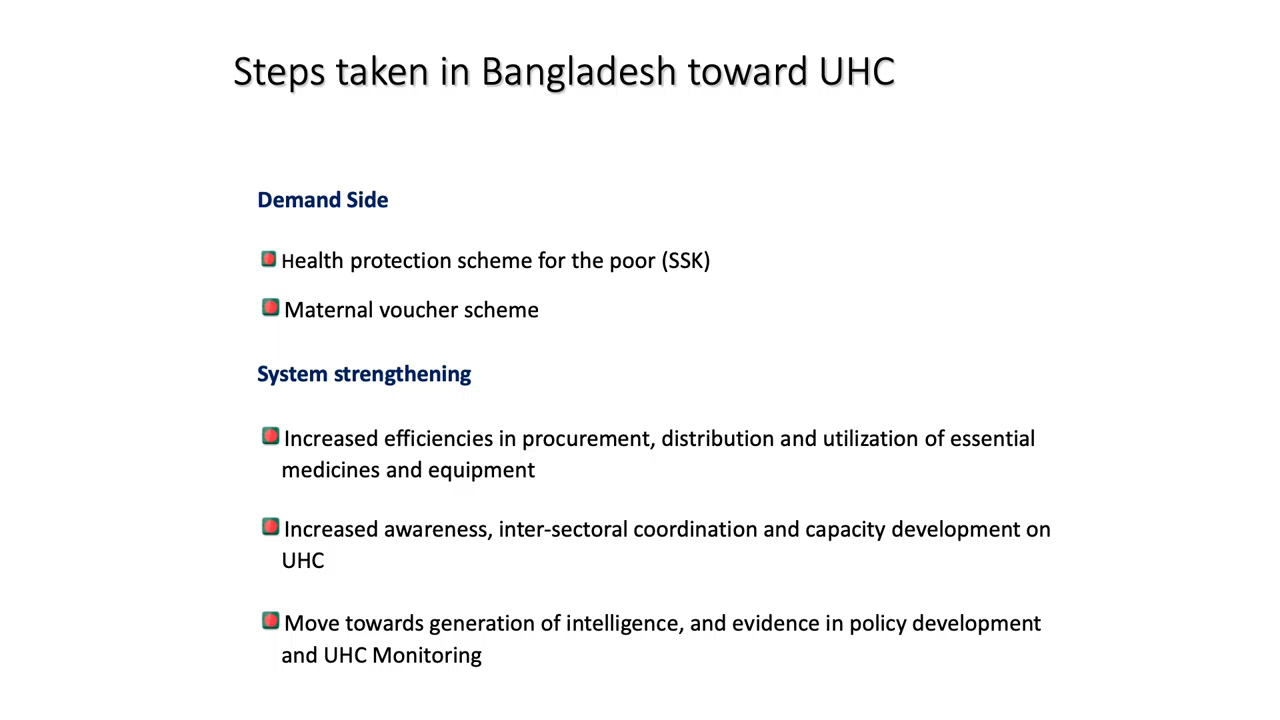 Steps taken in Bangladesh toward UHC
Demand Side
Health protection scheme for the poor (SSK)
Maternal voucher scheme
System strengthening
Increased efficiencies in procurement, distribution and utilization of essential
medicines and equipment
Increased awareness, inter-sectoral coordination and capacity development on
UHC
Move towards generation of intelligence, and evidence in policy development
and UHC Monitoring